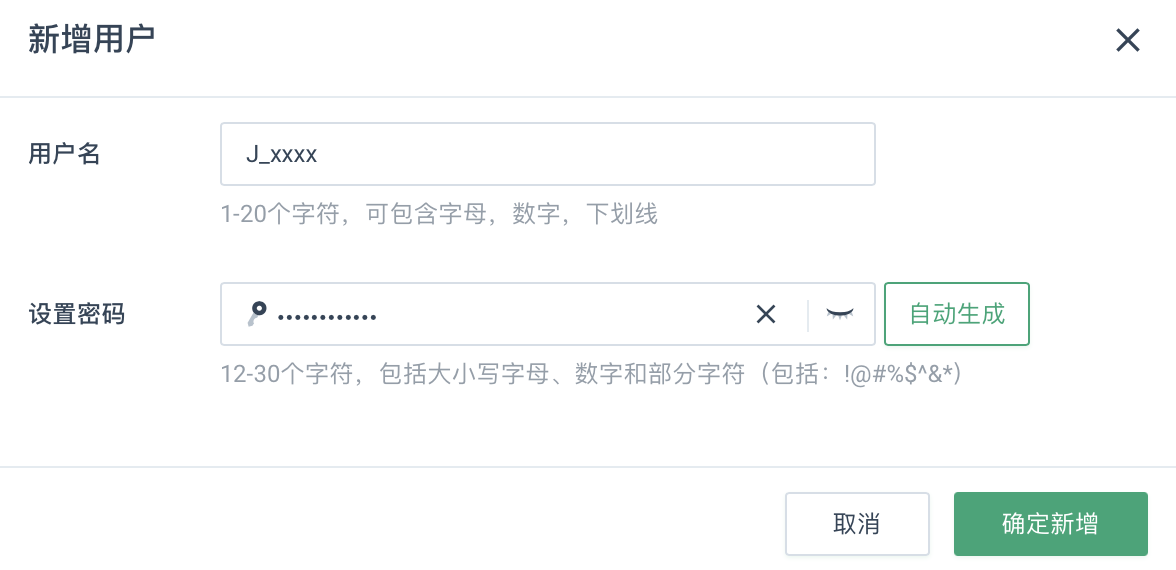 新增用户
用户名
J_xxxx
1-20个字符，可包含字母，数字，下划线
设置密码
••••••••••••
自动生成
12-30个字符，包括大小写字母、数字和部分字符（包括：!@#%$^&*）
取消
确定新增